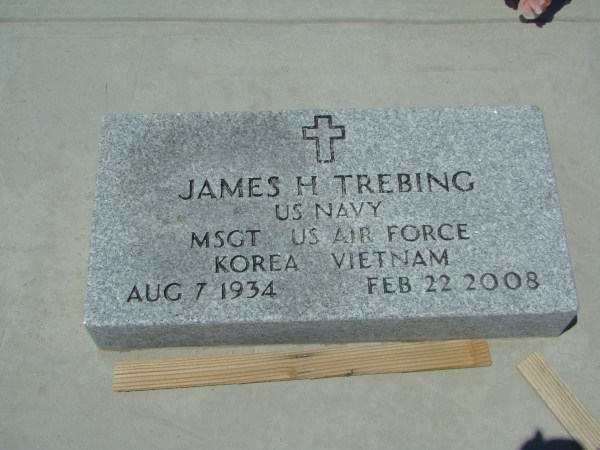 JAMES H TREBING
US NAVY
MSGT US AIR FORCE
KOREA VIETNAM
AUG 7 1934 FEB 22 2008